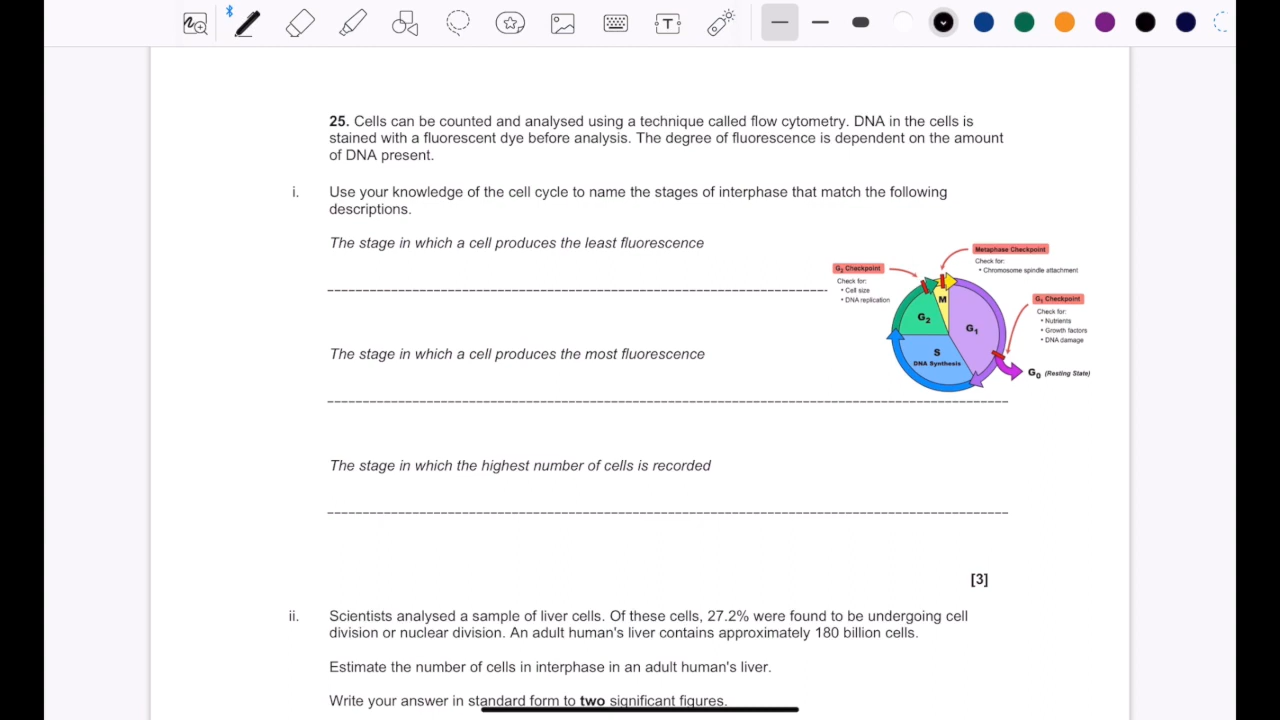 25. Cells can be counted and analysed using a technique called flow cytometry. DNA in the cells is
stained with a fluorescent dye before analysis. The degree of fluorescence is dependent on the amount
of DNA present.
i. Use your knowledge of the cell cycle to name the stages of interphase that match the following
descriptions.
The stage in which a cell produces the least fluorescence
The stage in which a cell produces the most fluorescence
The stage in which the highest number of cells is recorded
Metaphase Checkpoint
Check for:
• Chromosome spindle attachment
G₂ Checkpoint
Check for:
• Cell size
• DNA replication
G₁ Checkpoint
Check for:
• Nutrients
• Growth factors
• DNA damage
M
G₂
G₁
S
DNA Synthesis
G₀ (Resting State)
[3]
ii. Scientists analysed a sample of liver cells. Of these cells, 27.2% were found to be undergoing cell
division or nuclear division. An adult human's liver contains approximately 180 billion cells.
Estimate the number of cells in interphase in an adult human's liver.
Write your answer in standard form to two significant figures.
T